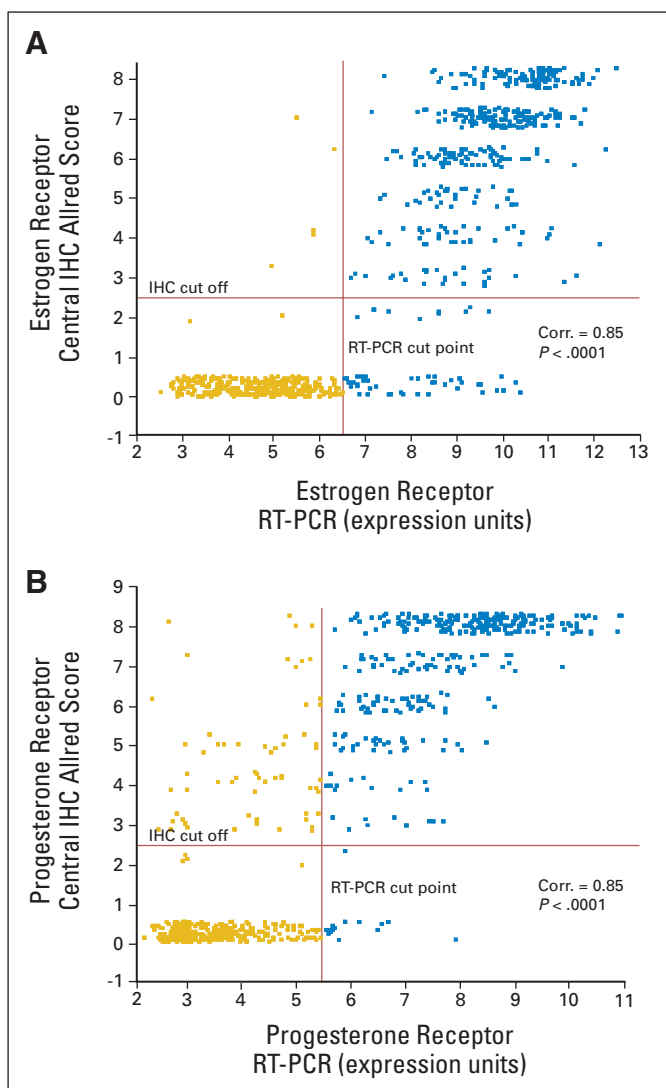 A
8
7
6
5
4
3
2
1
0
-1
Estrogen Receptor
Central IHC Allred Score
IHC cut off
RT-PCR cut point
Corr. = 0.85
P < .0001
2 3 4 5 6 7 8 9 10 11 12 13
Estrogen Receptor
RT-PCR (expression units)
B
9
8
7
6
5
4
3
2
1
0
-1
Progesterone Receptor
Central IHC Allred Score
IHC cut off
RT-PCR cut point
Corr. = 0.85
P < .0001
2 3 4 5 6 7 8 9 10 11
Progesterone Receptor
RT-PCR (expression units)